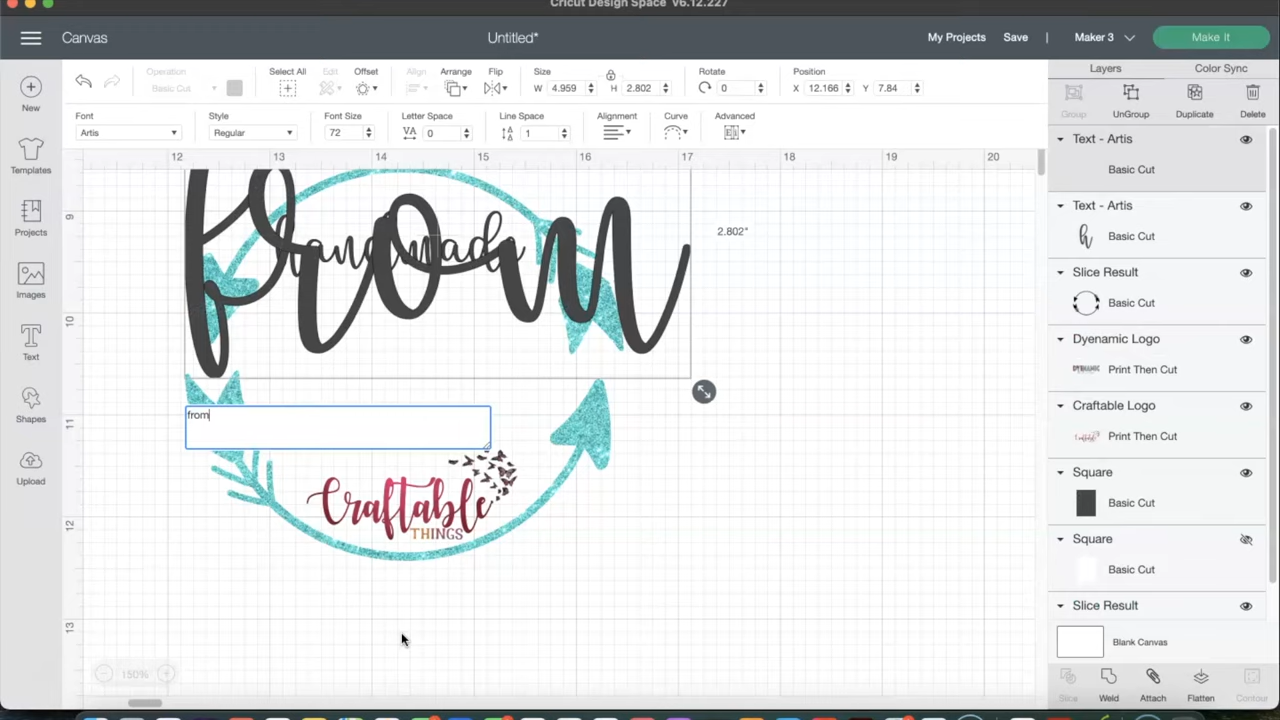 Cricut Design Space v6.12.227
Canvas
Untitled*
My Projects
Save
Maker 3
Make It
Operation
Basic Cut
Select All
Edit
Offset
Align
Arrange
Flip
Size
W 4.959
H 2.802
Rotate
0
Position
X 12.166
Y 7.84
Font
Artis
Style
Regular
Font Size
72
Letter Space
VA 0
Line Space
1
Alignment
Curve
Advanced
New
Templates
Projects
Images
Text
Shapes
Upload
12 13 14 15 16 17 18 19 20
9
10
11
12
13
from
handmade
2.802"
from
Craftable
THINGS
150%
Layers
Color Sync
Group
UnGroup
Duplicate
Delete
Text - Artis
Basic Cut
Text - Artis
h
Basic Cut
Slice Result
Basic Cut
Dyenamic Logo
Print Then Cut
Craftable Logo
Print Then Cut
Square
Basic Cut
Square
Basic Cut
Slice Result
Blank Canvas
Slice
Weld
Attach
Flatten
Contour